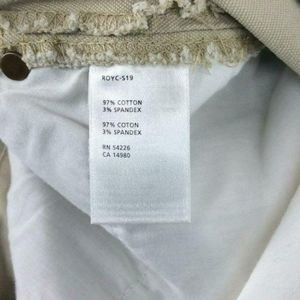 ROYC-S19
97% COTTON
3% SPANDEX
97% COTON
3% SPANDEX
RN 54226
CA 14980